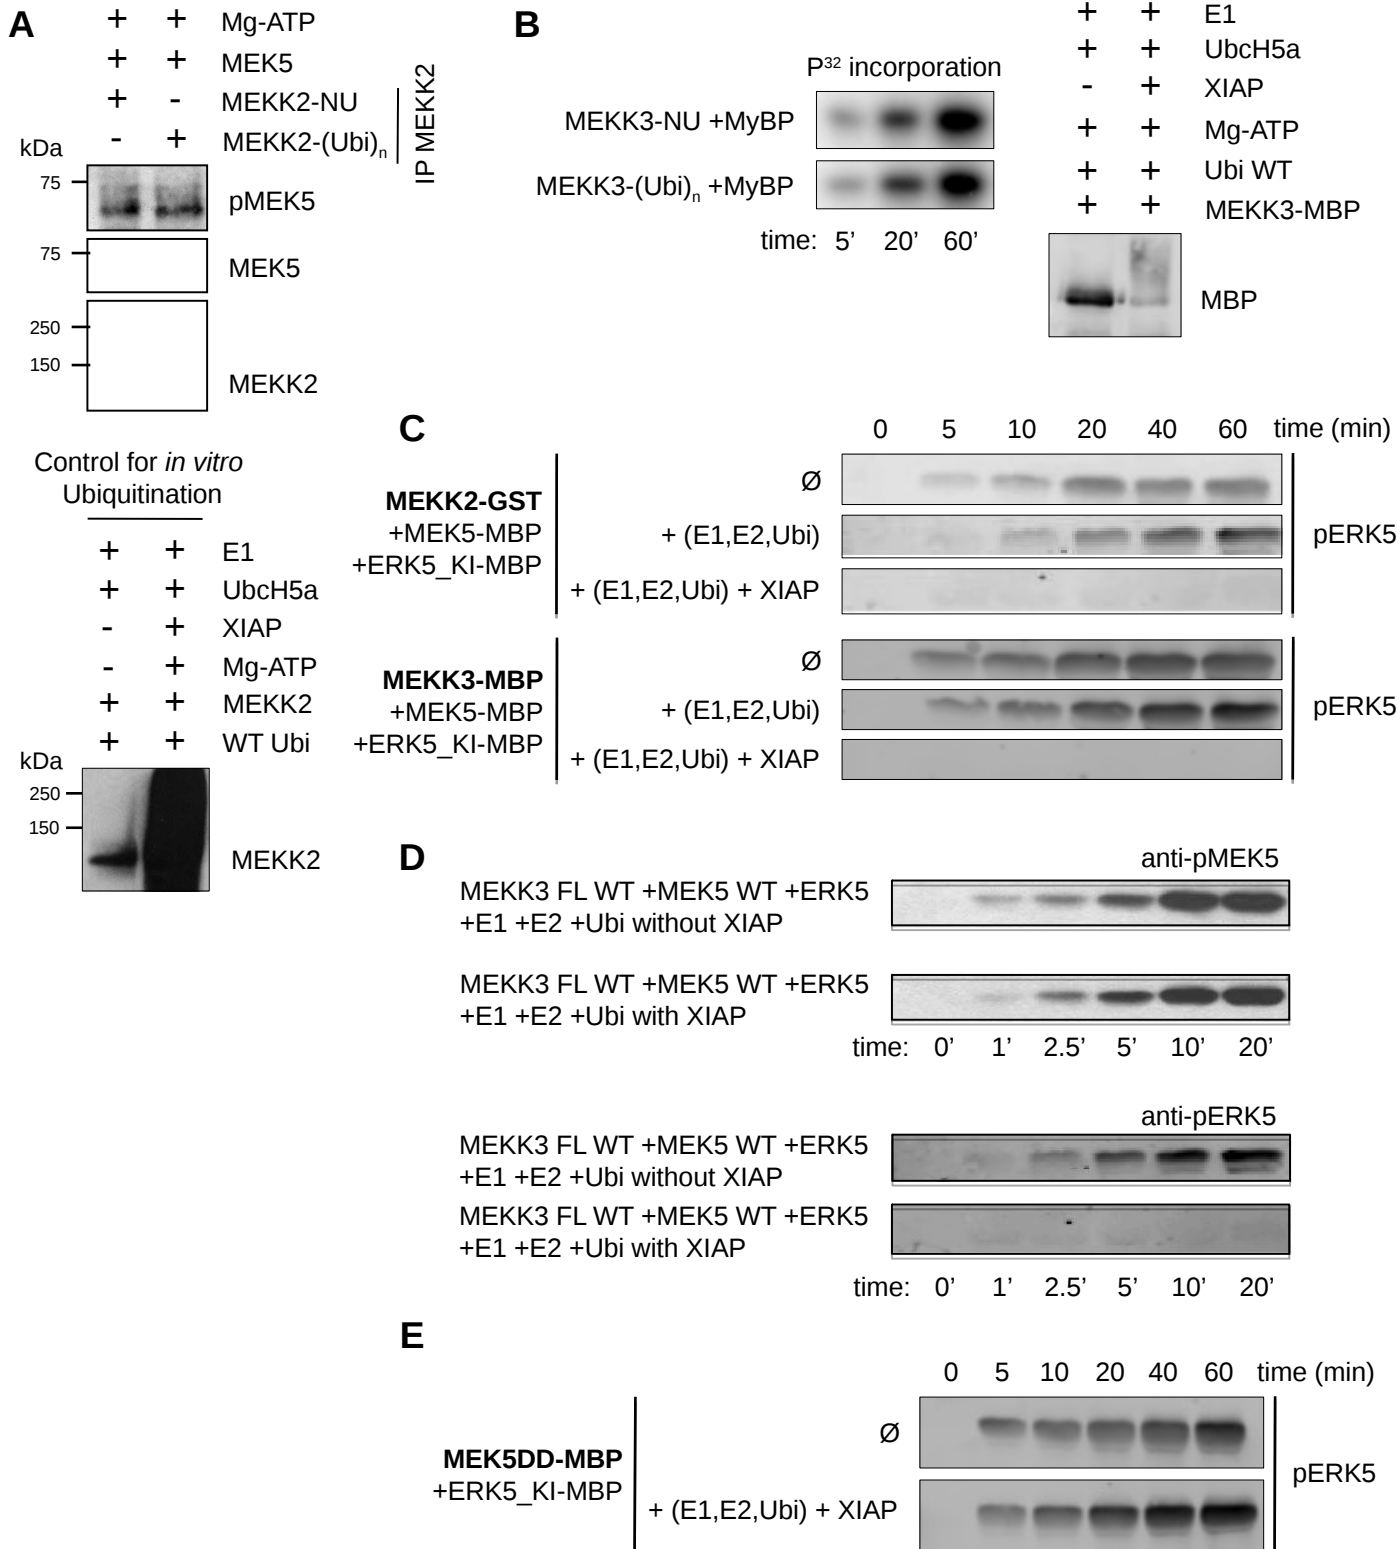 A
+ + Mg-ATP
+ + MEK5
+ - MEKK2-NU
- + MEKK2-(Ubi)n
IP MEKK2
kDa
75
pMEK5
75
MEK5
250
150
MEKK2
Control for in vitro
Ubiquitination
+ + E1
+ + UbcH5a
- + XIAP
- + Mg-ATP
+ + MEKK2
+ + WT Ubi
kDa
250
150
MEKK2
B
P32 incorporation
MEKK3-NU +MyBP
MEKK3-(Ubi)n +MyBP
time: 5’ 20’ 60’
+ + E1
+ + UbcH5a
- + XIAP
+ + Mg-ATP
+ + Ubi WT
+ + MEKK3-MBP
MBP
C
0 5 10 20 40 60 time (min)
MEKK2-GST
+MEK5-MBP
+ERK5_KI-MBP
Ø
+ (E1,E2,Ubi)
+ (E1,E2,Ubi) + XIAP
pERK5
MEKK3-MBP
+MEK5-MBP
+ERK5_KI-MBP
Ø
+ (E1,E2,Ubi)
+ (E1,E2,Ubi) + XIAP
pERK5
D
anti-pMEK5
MEKK3 FL WT +MEK5 WT +ERK5
+E1 +E2 +Ubi without XIAP
MEKK3 FL WT +MEK5 WT +ERK5
+E1 +E2 +Ubi with XIAP
time: 0’ 1’ 2.5’ 5’ 10’ 20’
anti-pERK5
MEKK3 FL WT +MEK5 WT +ERK5
+E1 +E2 +Ubi without XIAP
MEKK3 FL WT +MEK5 WT +ERK5
+E1 +E2 +Ubi with XIAP
time: 0’ 1’ 2.5’ 5’ 10’ 20’
E
0 5 10 20 40 60 time (min)
MEK5DD-MBP
+ERK5_KI-MBP
Ø
+ (E1,E2,Ubi) + XIAP
pERK5